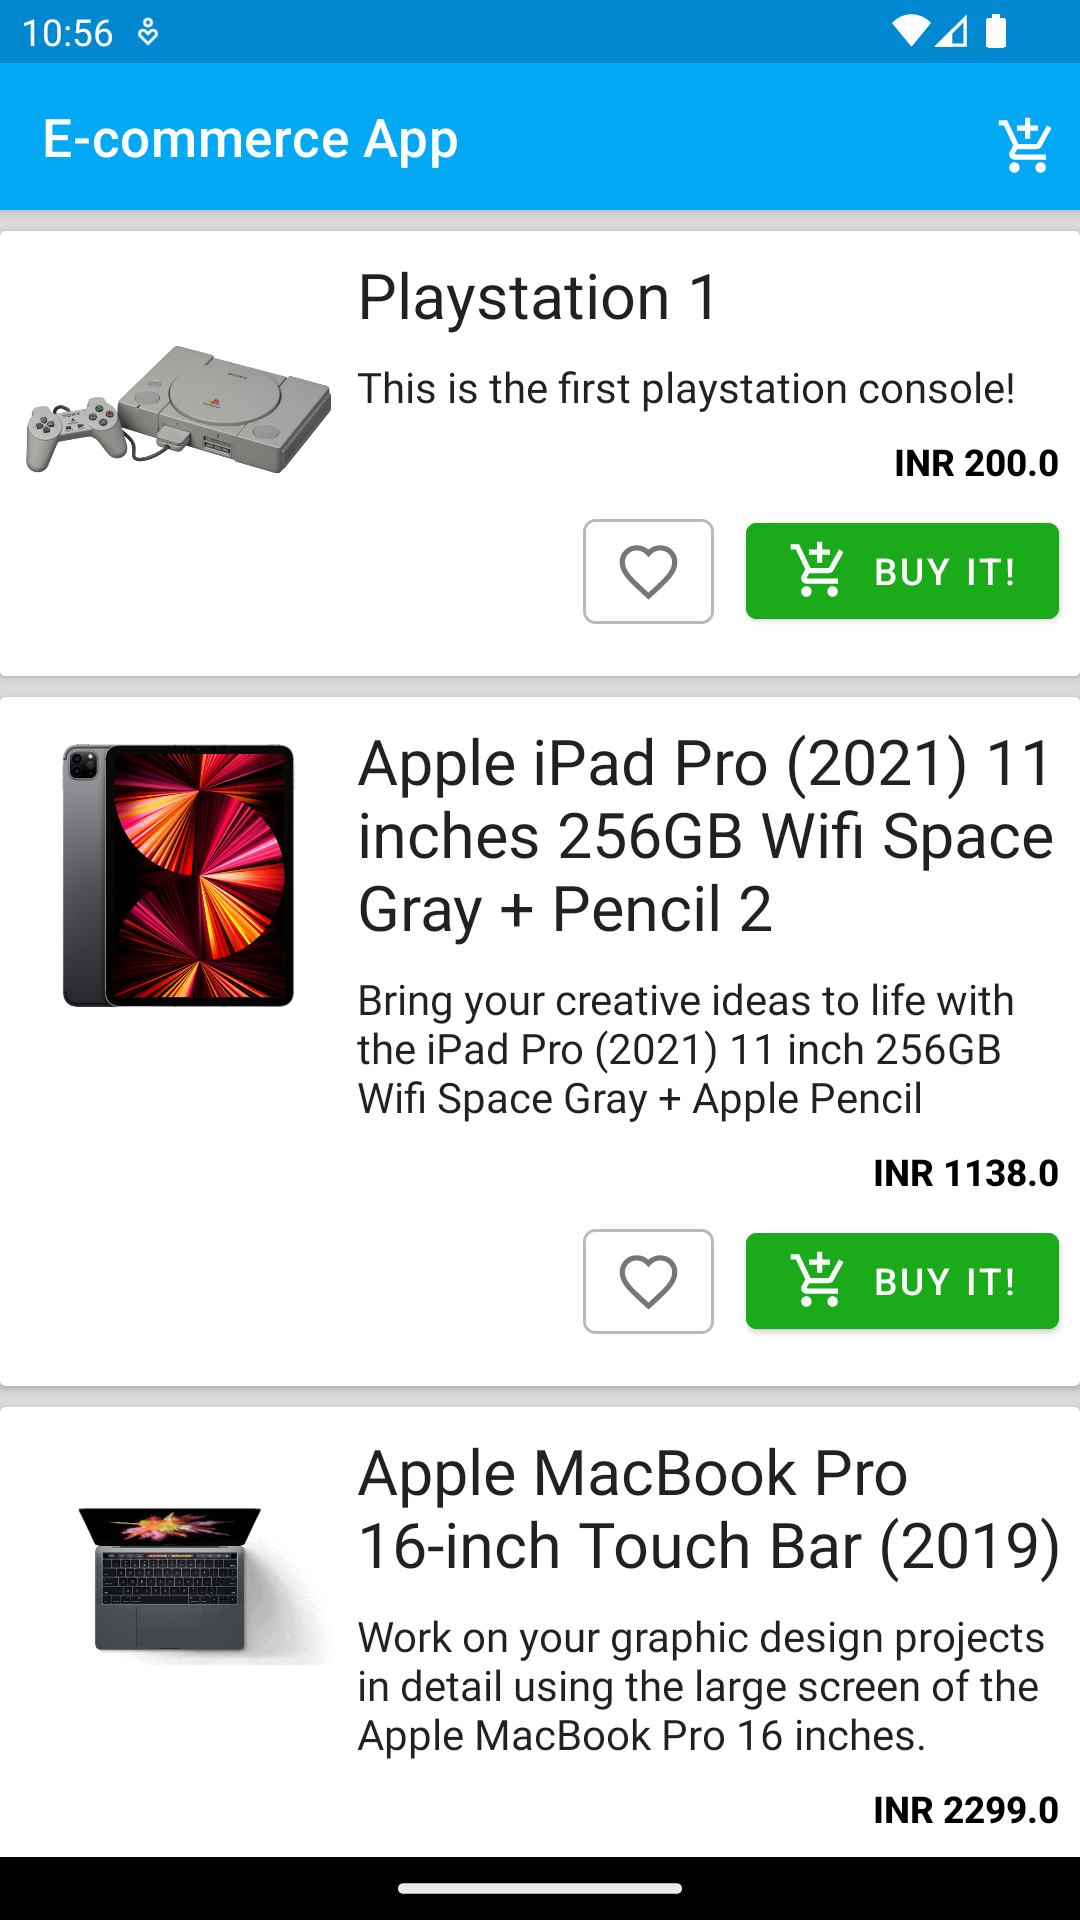 10:56
E-commerce App
Playstation 1
This is the first playstation console!
INR 200.0
BUY IT!
Apple iPad Pro (2021) 11
inches 256GB Wifi Space
Gray + Pencil 2
Bring your creative ideas to life with
the iPad Pro (2021) 11 inch 256GB
Wifi Space Gray + Apple Pencil
INR 1138.0
BUY IT!
Apple MacBook Pro
16-inch Touch Bar (2019)
Work on your graphic design projects
in detail using the large screen of the
Apple MacBook Pro 16 inches.
INR 2299.0